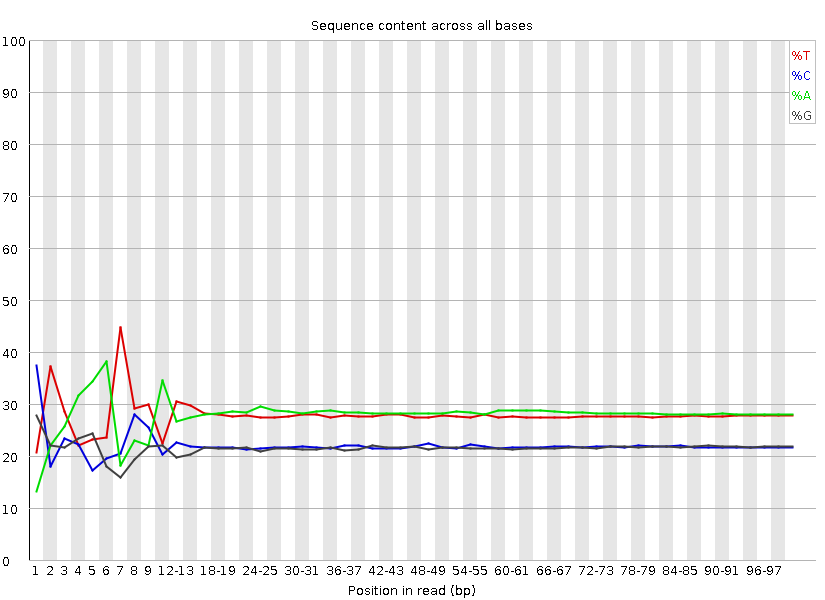 Sequence content across all bases
100
90
80
70
60
50
40
30
20
10
0
%T
%C
%A
%G
1 2 3 4 5 6 7 8 9 12-13 18-19 24-25 30-31 36-37 42-43 48-49 54-55 60-61 66-67 72-73 78-79 84-85 90-91 96-97
Position in read (bp)